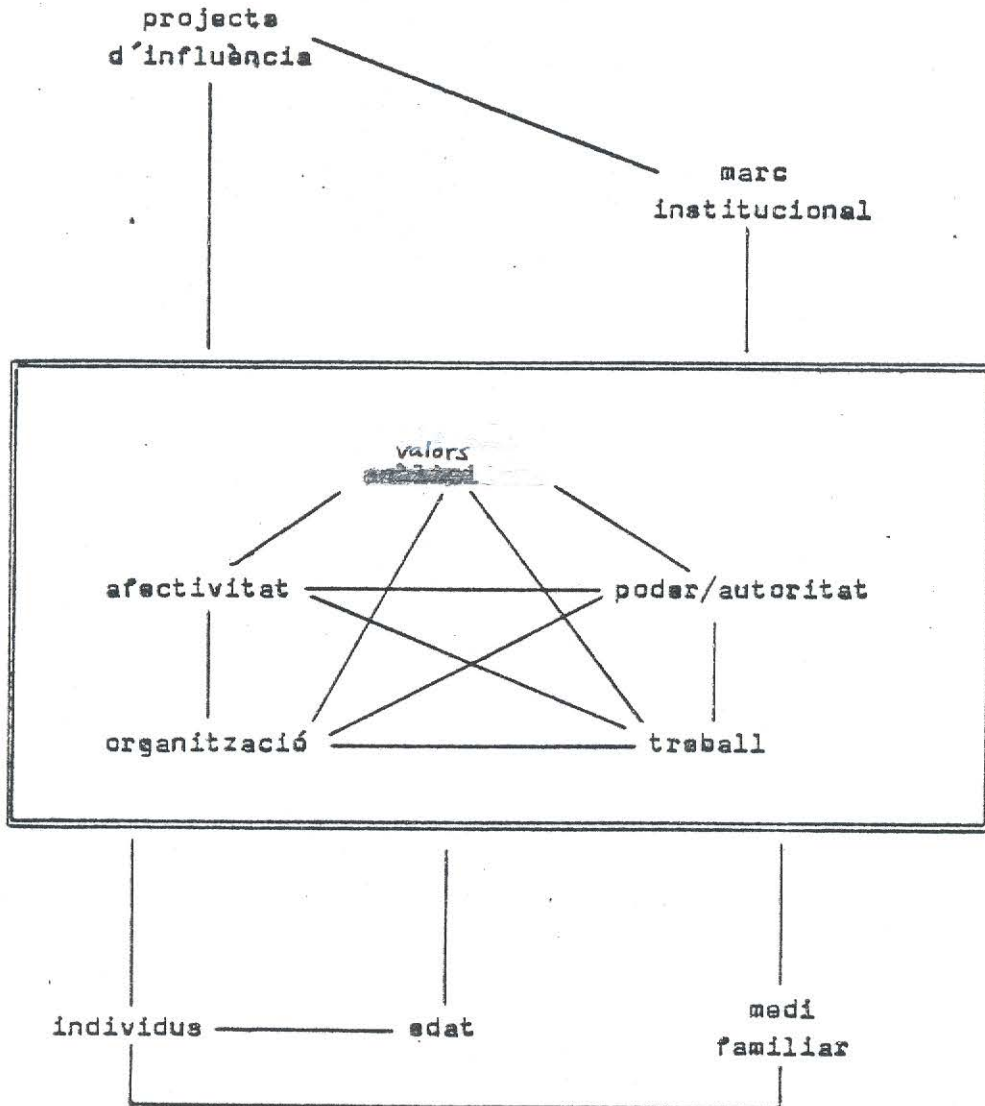 projecte
d'influència
marc
institucional
valors
afectivitat
poder/autoritat
organització
treball
individus
edat
medi
familiar